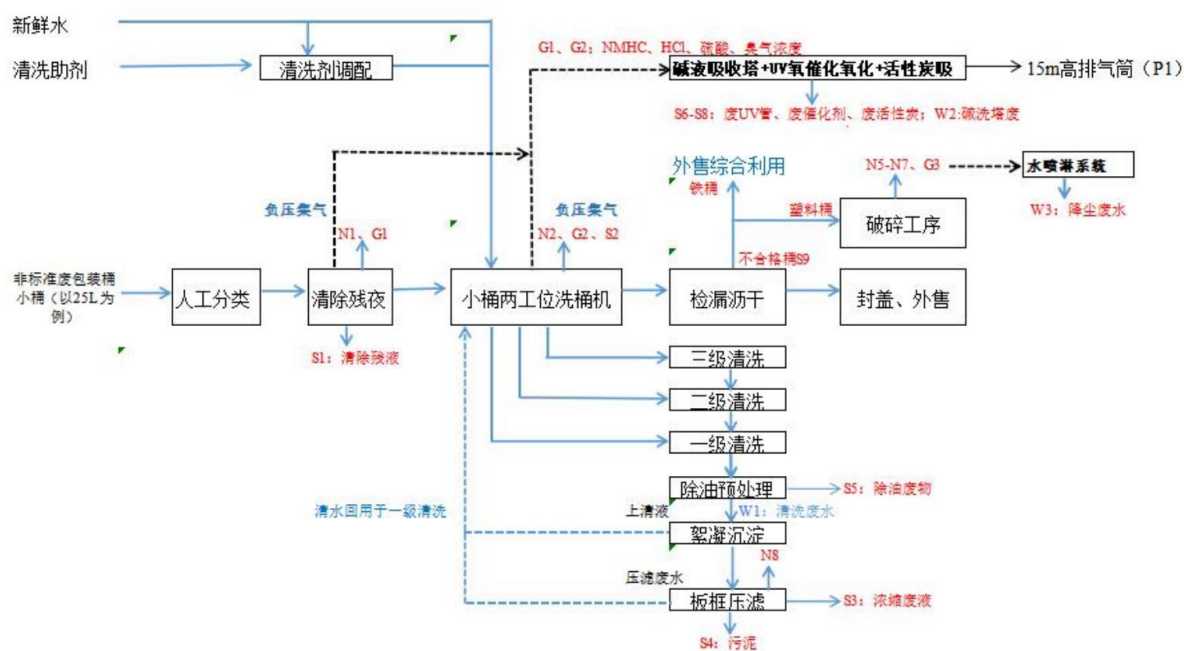 新鲜水
清洗助剂
清洗剂调配
G1、G2；NMHC、HCl、硫酸、臭气浓度
碱液吸收塔+UV氧催化氧化+活性炭吸
15m高排气筒（P1）
S6-S8：废UV管、废催化剂、废活性炭；W2:碱洗塔废
外售综合利用
铁桶
N5-N7、G3
水喷淋系统
W3：降尘废水
负压集气
负压集气
塑料桶
破碎工序
N1、G1
N2、G2、S2
不合格桶S9
非标准废包装桶
小桶（以25L为
例）
人工分类
清除残夜
小桶两工位洗桶机
检漏沥干
封盖、外售
S1：清除残液
三级清洗
二级清洗
一级清洗
除油预处理
S5：除油废物
清水回用于一级清洗
上清液
W1：清洗废水
絮凝沉淀
N8
压滤废水
板框压滤
S3：浓缩废液
S4：污泥